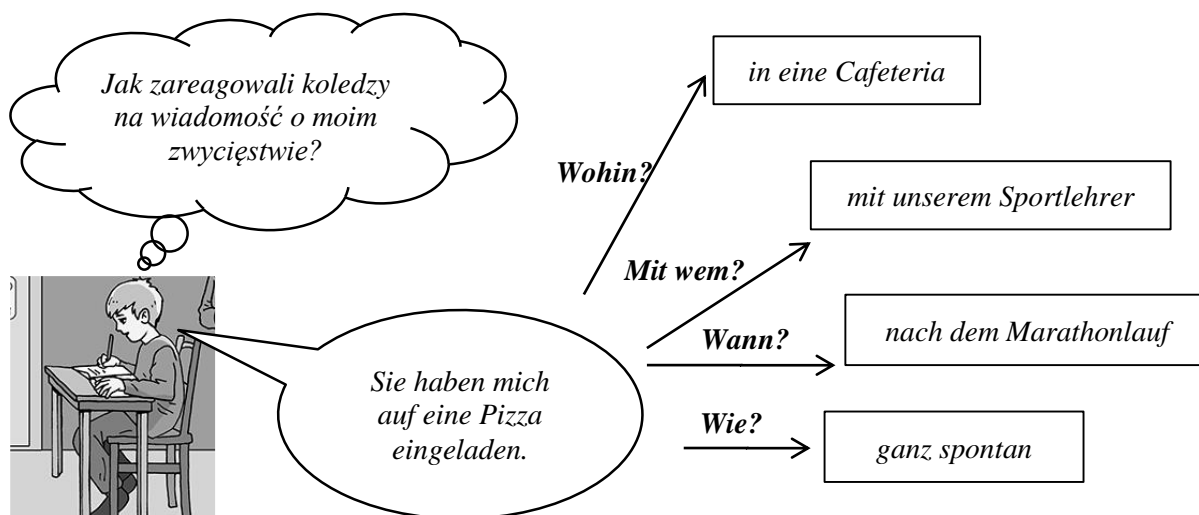 Jak zareagowali koledzy
na wiadomość o moim
zwycięstwie?
in eine Cafeteria
Wohin?
mit unserem Sportlehrer
Mit wem?
nach dem Marathonlauf
Wann?
Sie haben mich
auf eine Pizza
eingeladen.
Wie?
ganz spontan